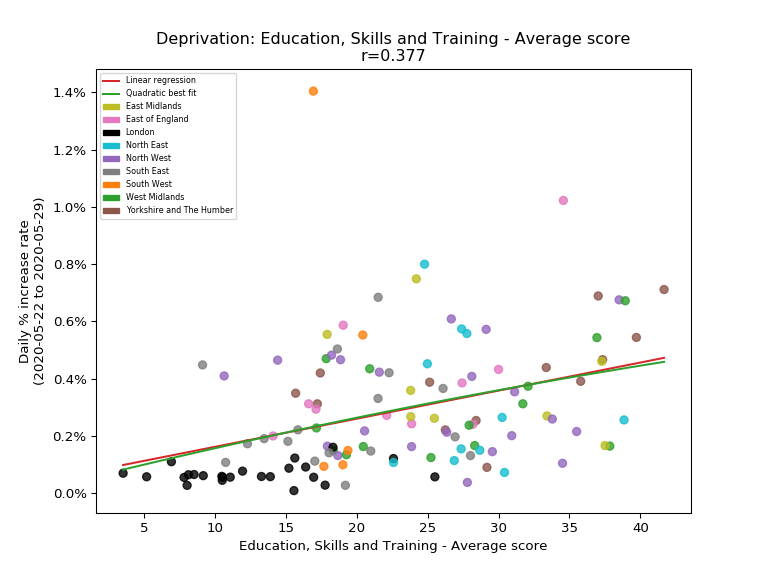 Deprivation: Education, Skills and Training - Average score
r=0.377
Linear regression
Quadratic best fit
East Midlands
East of England
London
North East
North West
South East
South West
West Midlands
Yorkshire and The Humber
1.4%
1.2%
1.0%
0.8%
0.6%
0.4%
0.2%
0.0%
Daily % increase rate
(2020-05-22 to 2020-05-29)
5 10 15 20 25 30 35 40
Education, Skills and Training - Average score